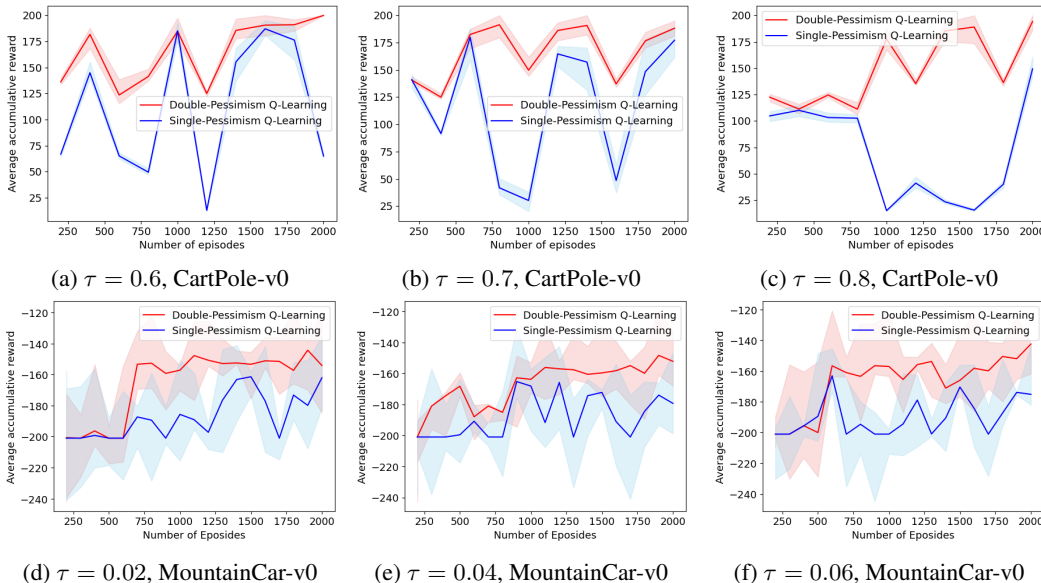 200
175
150
125
100
75
50
25
Average accumulative reward
Double-Pessimism Q-Learning
Single-Pessimism Q-Learning
250 500 750 1000 1250 1500 1750 2000
Number of episodes
(a) τ = 0.6, CartPole-v0
200
175
150
125
100
75
50
25
Average accumulative reward
Double-Pessimism Q-Learning
Single-Pessimism Q-Learning
250 500 750 1000 1250 1500 1750 2000
Number of episodes
(b) τ = 0.7, CartPole-v0
200
175
150
125
100
75
50
25
Average accumulative reward
Double-Pessimism Q-Learning
Single-Pessimism Q-Learning
250 500 750 1000 1250 1500 1750 2000
Number of episodes
(c) τ = 0.8, CartPole-v0
−120
−140
−160
−180
−200
−220
−240
Average accumulative reward
Double-Pessimism Q-Learning
Single-Pessimism Q-Learning
250 500 750 1000 1250 1500 1750 2000
Number of Eposides
(d) τ = 0.02, MountainCar-v0
−120
−140
−160
−180
−200
−220
−240
Average accumulative reward
Double-Pessimism Q-Learning
Single-Pessimism Q-Learning
250 500 750 1000 1250 1500 1750 2000
Number of Eposides
(e) τ = 0.04, MountainCar-v0
−120
−140
−160
−180
−200
−220
−240
Average accumulative reward
Double-Pessimism Q-Learning
Single-Pessimism Q-Learning
250 500 750 1000 1250 1500 1750 2000
Number of Eposides
(f) τ = 0.06, MountainCar-v0